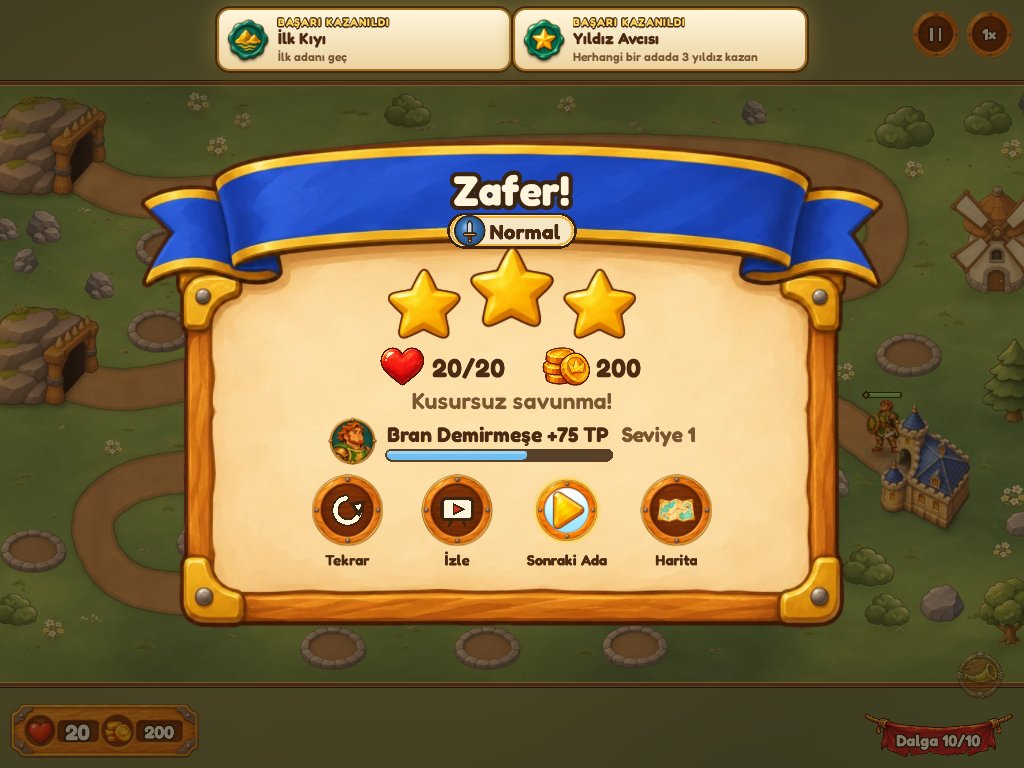 BAŞARI KAZANILDI
İlk Kıyı
İlk adanı geç
BAŞARI KAZANILDI
Yıldız Avcısı
Herhangi bir adada 3 yıldız kazan
1x
Zafer!
Normal
20/20
200
Kusursuz savunma!
Bran Demirmeşe +75 TP Seviye 1
Tekrar
İzle
Sonraki Ada
Harita
20
200
Dalga 10/10